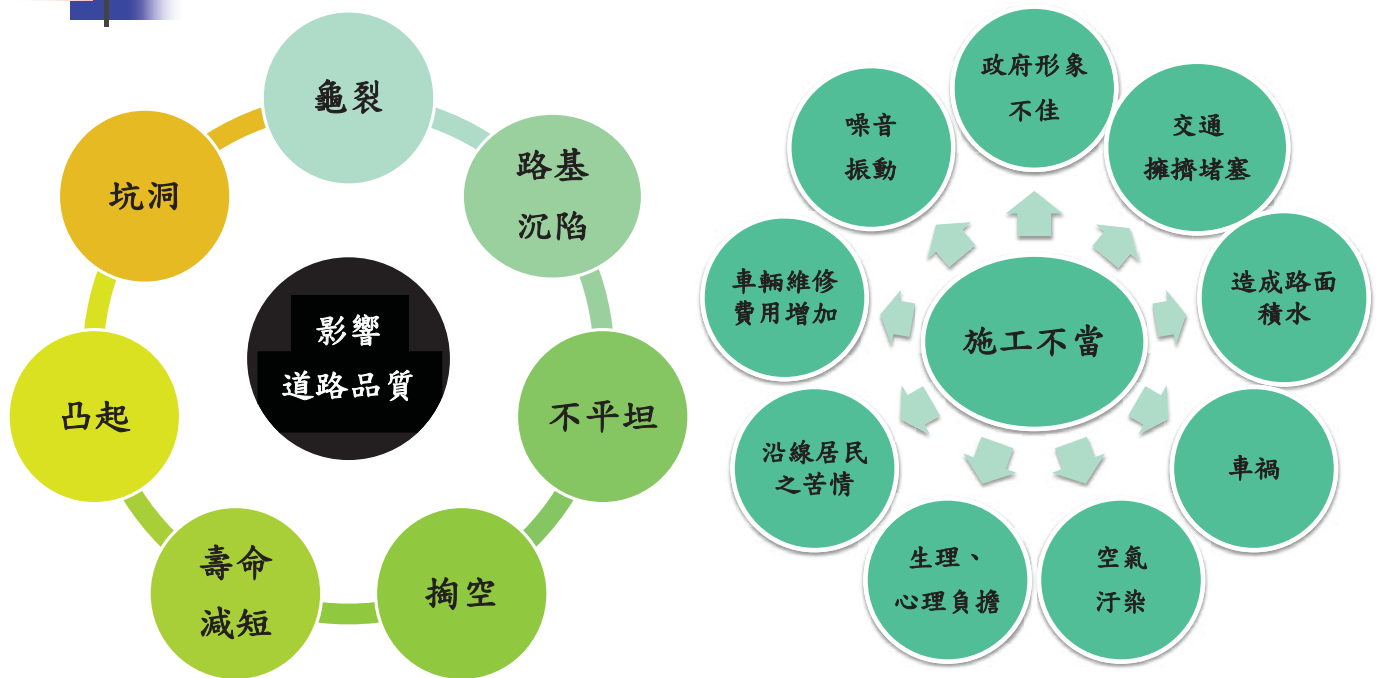 龜裂
路基
沉陷
不平坦
掏空
壽命
減短
凸起
坑洞
影響
道路品質
政府形象
不佳
交通
擁擠堵塞
造成路面
積水
車禍
空氣
汙染
生理、
心理負擔
沿線居民
之苦情
車輛維修
費用增加
噪音
振動
施工不當